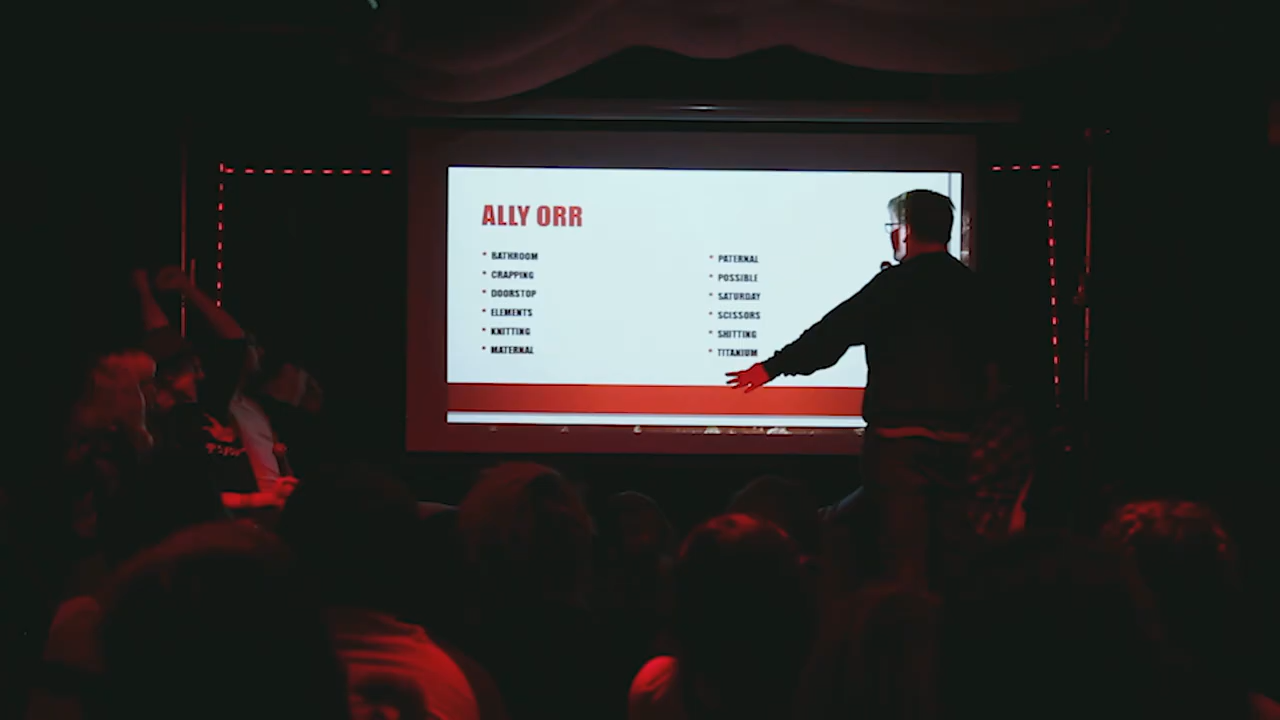 ALLY ORR
BATHROOM
CRAPPING
DOORSTOP
ELEMENTS
KNITTING
MATERNAL
PATERNAL
POSSIBLE
SATURDAY
SCISSORS
SHITTING
TITANIUM